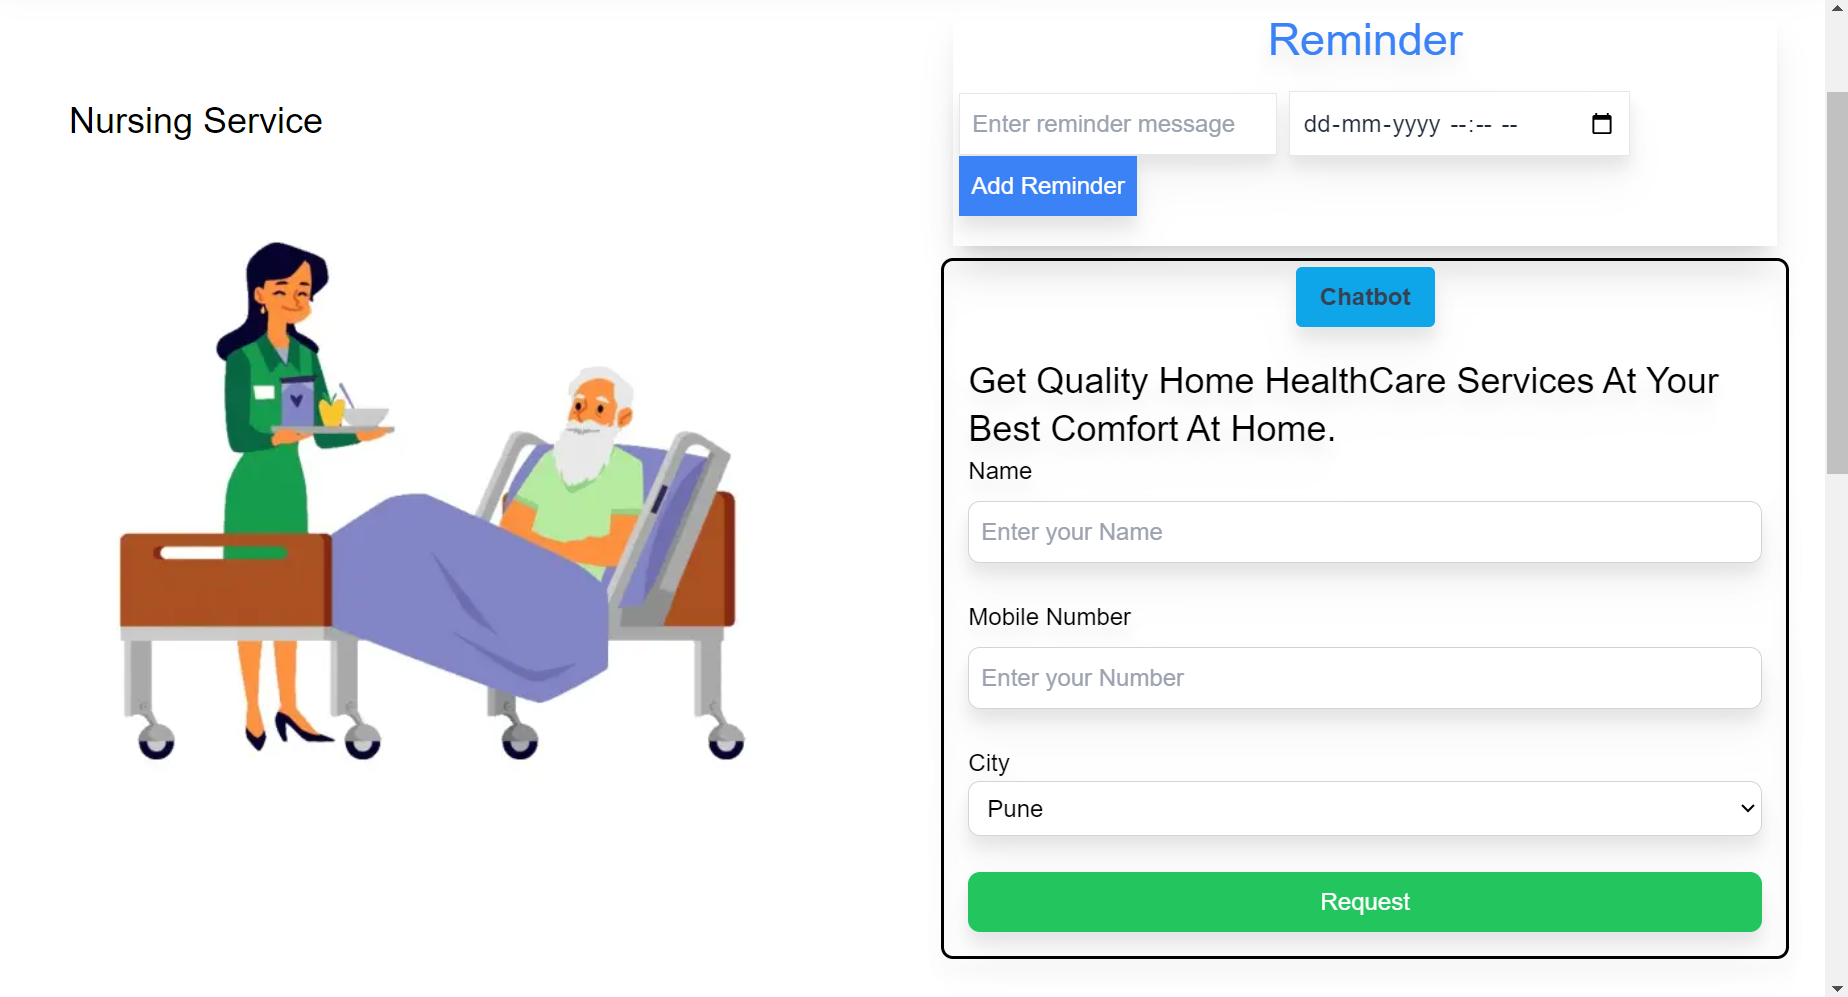 Nursing Service
Reminder
Enter reminder message
dd-mm-yyyy --:-- --
Add Reminder
Chatbot
Get Quality Home HealthCare Services At Your
Best Comfort At Home.
Name
Enter your Name
Mobile Number
Enter your Number
City
Pune
Request